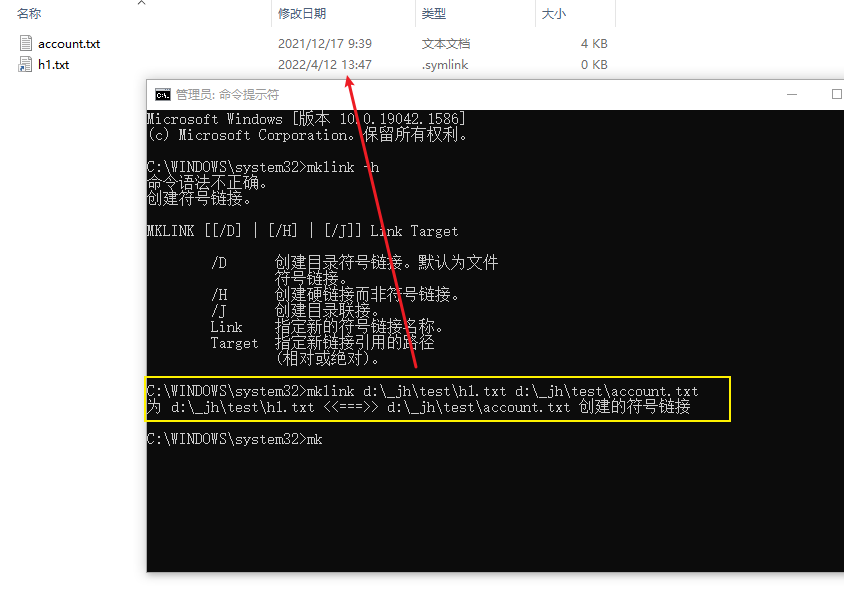 名称 修改日期 类型 大小
account.txt 2021/12/17 9:39 文本文档 4 KB
h1.txt 2022/4/12 13:47 .symlink 0 KB
管理员: 命令提示符
Microsoft Windows [版本 10.0.19042.1586]
(c) Microsoft Corporation。保留所有权利。
C:\WINDOWS\system32>mklink -h
命令语法不正确。
创建符号链接。
MKLINK [[/D] | [/H] | [/J]] Link Target
/D 创建目录符号链接。默认为文件
符号链接。
/H 创建硬链接而非符号链接。
/J 创建目录联接。
Link 指定新的符号链接名称。
Target 指定新链接引用的路径
(相对或绝对)。
C:\WINDOWS\system32>mklink d:\_jh\test\h1.txt d:\_jh\test\account.txt
为 d:\_jh\test\h1.txt <<===>> d:\_jh\test\account.txt 创建的符号链接
C:\WINDOWS\system32>mk